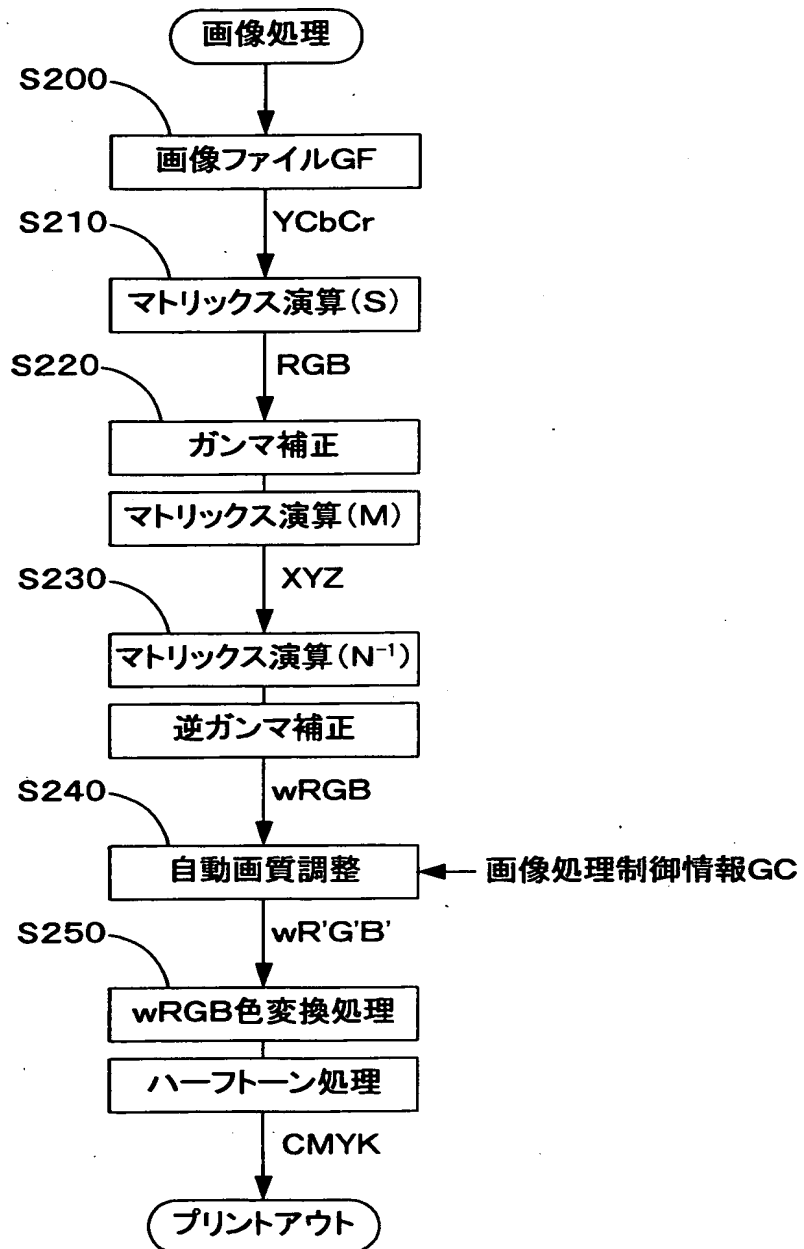 画像処理
S200
画像ファイルGF
YCbCr
S210
マトリックス演算(S)
RGB
S220
ガンマ補正
マトリックス演算(M)
XYZ
S230
マトリックス演算(N⁻¹)
逆ガンマ補正
wRGB
S240
自動画質調整
画像処理制御情報GC
wR'G'B'
S250
wRGB色変換処理
ハーフトーン処理
CMYK
プリントアウト